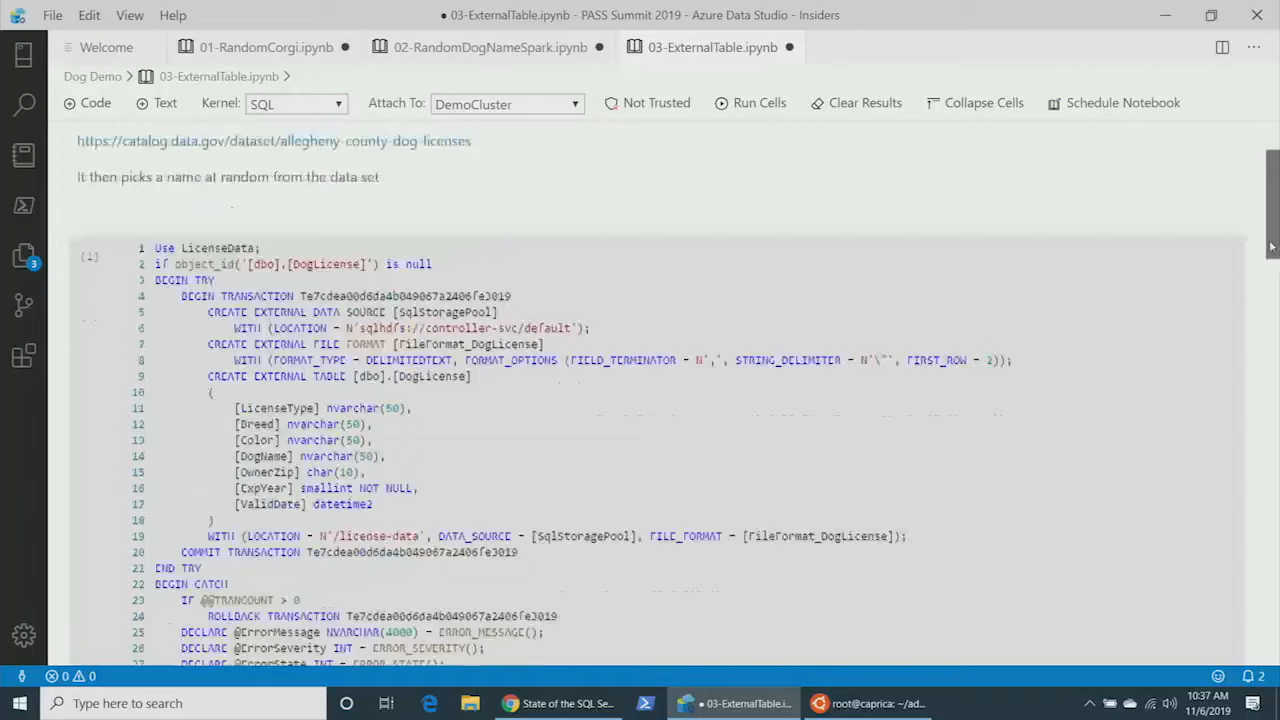 File Edit View Help ● 03-ExternalTable.ipynb - PASS Summit 2019 - Azure Data Studio - Insiders
Welcome 01-RandomCorgi.ipynb ● 02-RandomDogNameSpark.ipynb ● 03-ExternalTable.ipynb ●
Dog Demo > 03-ExternalTable.ipynb >
Code Text Kernel: SQL Attach To: DemoCluster Not Trusted Run Cells Clear Results Collapse Cells Schedule Notebook
https://catalog.data.gov/dataset/allegheny-county-dog-licenses
It then picks a name at random from the data set
[1]
1 Use LicenseData;
2 if object_id('[dbo].[DogLicense]') is null
3 BEGIN TRY
4 BEGIN TRANSACTION Te7cdea00d6da4b049067a2406fe3019
5 CREATE EXTERNAL DATA SOURCE [SqlStoragePool]
6 WITH (LOCATION = N'sqlhdfs://controller-svc/default');
7 CREATE EXTERNAL FILE FORMAT [FileFormat_DogLicense]
8 WITH (FORMAT_TYPE = DELIMITEDTEXT, FORMAT_OPTIONS (FIELD_TERMINATOR = N',', STRING_DELIMITER = N'\"', FIRST_ROW = 2));
9 CREATE EXTERNAL TABLE [dbo].[DogLicense]
10 (
11 [LicenseType] nvarchar(50),
12 [Breed] nvarchar(50),
13 [Color] nvarchar(50),
14 [DogName] nvarchar(50),
15 [OwnerZip] char(10),
16 [ExpYear] smallint NOT NULL,
17 [ValidDate] datetime2
18 )
19 WITH (LOCATION = N'/license-data', DATA_SOURCE = [SqlStoragePool], FILE_FORMAT = [FileFormat_DogLicense]);
20 COMMIT TRANSACTION Te7cdea00d6da4b049067a2406fe3019
21 END TRY
22 BEGIN CATCH
23 IF @@TRANCOUNT > 0
24 ROLLBACK TRANSACTION Te7cdea00d6da4b049067a2406fe3019
25 DECLARE @ErrorMessage NVARCHAR(4000) = ERROR_MESSAGE();
26 DECLARE @ErrorSeverity INT = ERROR_SEVERITY();
27 DECLARE @ErrorState INT = ERROR_STATE();
3
0 0 2
Type here to search State of the SQL Se... 03-ExternalTable.i... root@caprica: ~/ad... 10:37 AM
11/6/2019